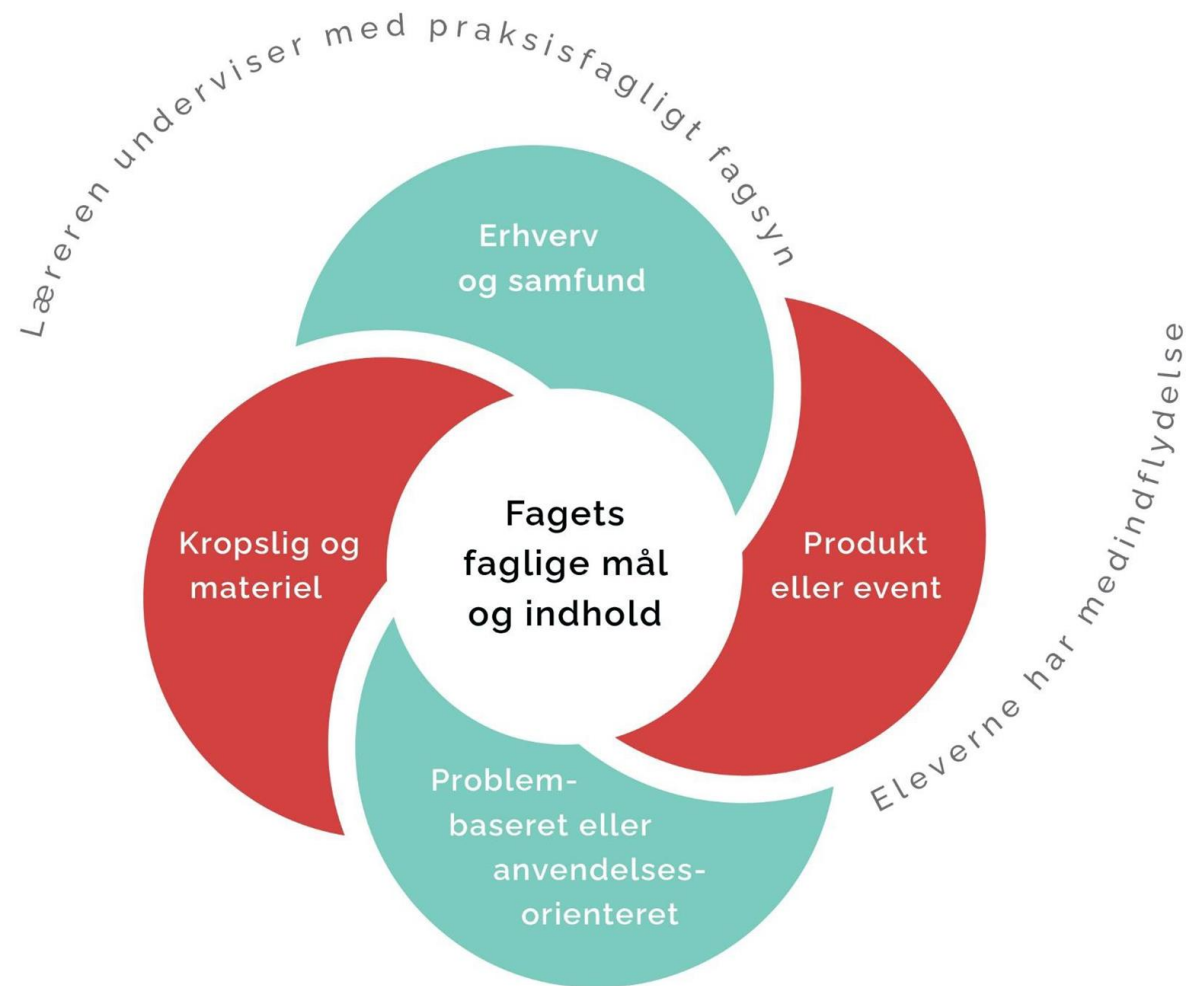 Læreren underviser med praksisfagligt fagsyn
Erhverv
og samfund
Kropslig og
materiel
Fagets
faglige mål
og indhold
Produkt
eller event
Problem-
baseret eller
anvendelses-
orienteret
Eleverne har medindflydelse